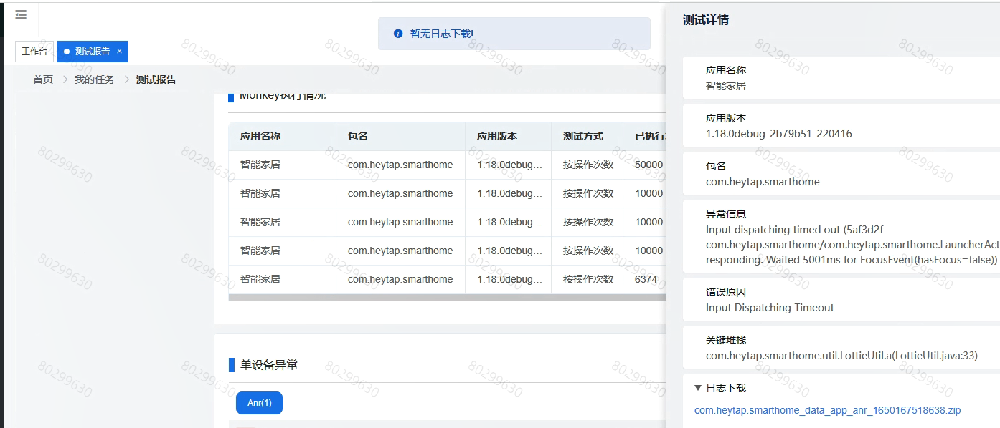 暂无日志下载!
工作台
测试报告 ×
首页 > 我的任务 > 测试报告
Monkey执行情况
应用名称 包名 应用版本 测试方式 已执行
智能家居 com.heytap.smarthome 1.18.0debug... 按操作次数 50000
智能家居 com.heytap.smarthome 1.18.0debug... 按操作次数 10000
智能家居 com.heytap.smarthome 1.18.0debug... 按操作次数 10000
智能家居 com.heytap.smarthome 1.18.0debug... 按操作次数 10000
智能家居 com.heytap.smarthome 1.18.0debug... 按操作次数 6374
单设备异常
Anr(1)
测试详情
应用名称
智能家居
应用版本
1.18.0debug_2b79b51_220416
包名
com.heytap.smarthome
异常信息
Input dispatching timed out (5af3d2f
com.heytap.smarthome/com.heytap.smarthome.LauncherAct
responding. Waited 5001ms for FocusEvent(hasFocus=false))
错误原因
Input Dispatching Timeout
关键堆栈
com.heytap.smarthome.util.LottieUtil.a(LottieUtil.java:33)
日志下载
com.heytap.smarthome_data_app_anr_1650167518638.zip
80299630